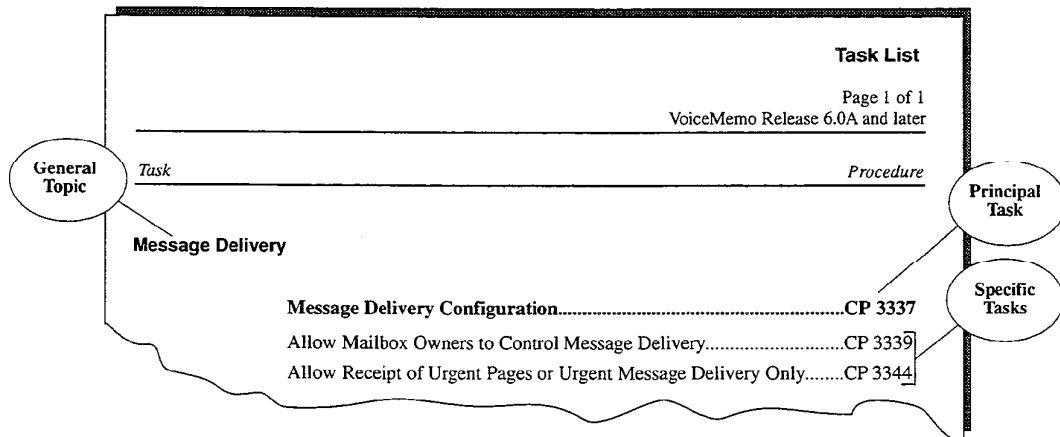 Task List
Page 1 of 1
VoiceMemo Release 6.0A and later
General
Topic
Task
Procedure
Principal
Task
Message Delivery
Specific
Tasks
Message Delivery Configuration..........................................................................CP 3337
Allow Mailbox Owners to Control Message Delivery............................CP 3339
Allow Receipt of Urgent Pages or Urgent Message Delivery Only........CP 3344